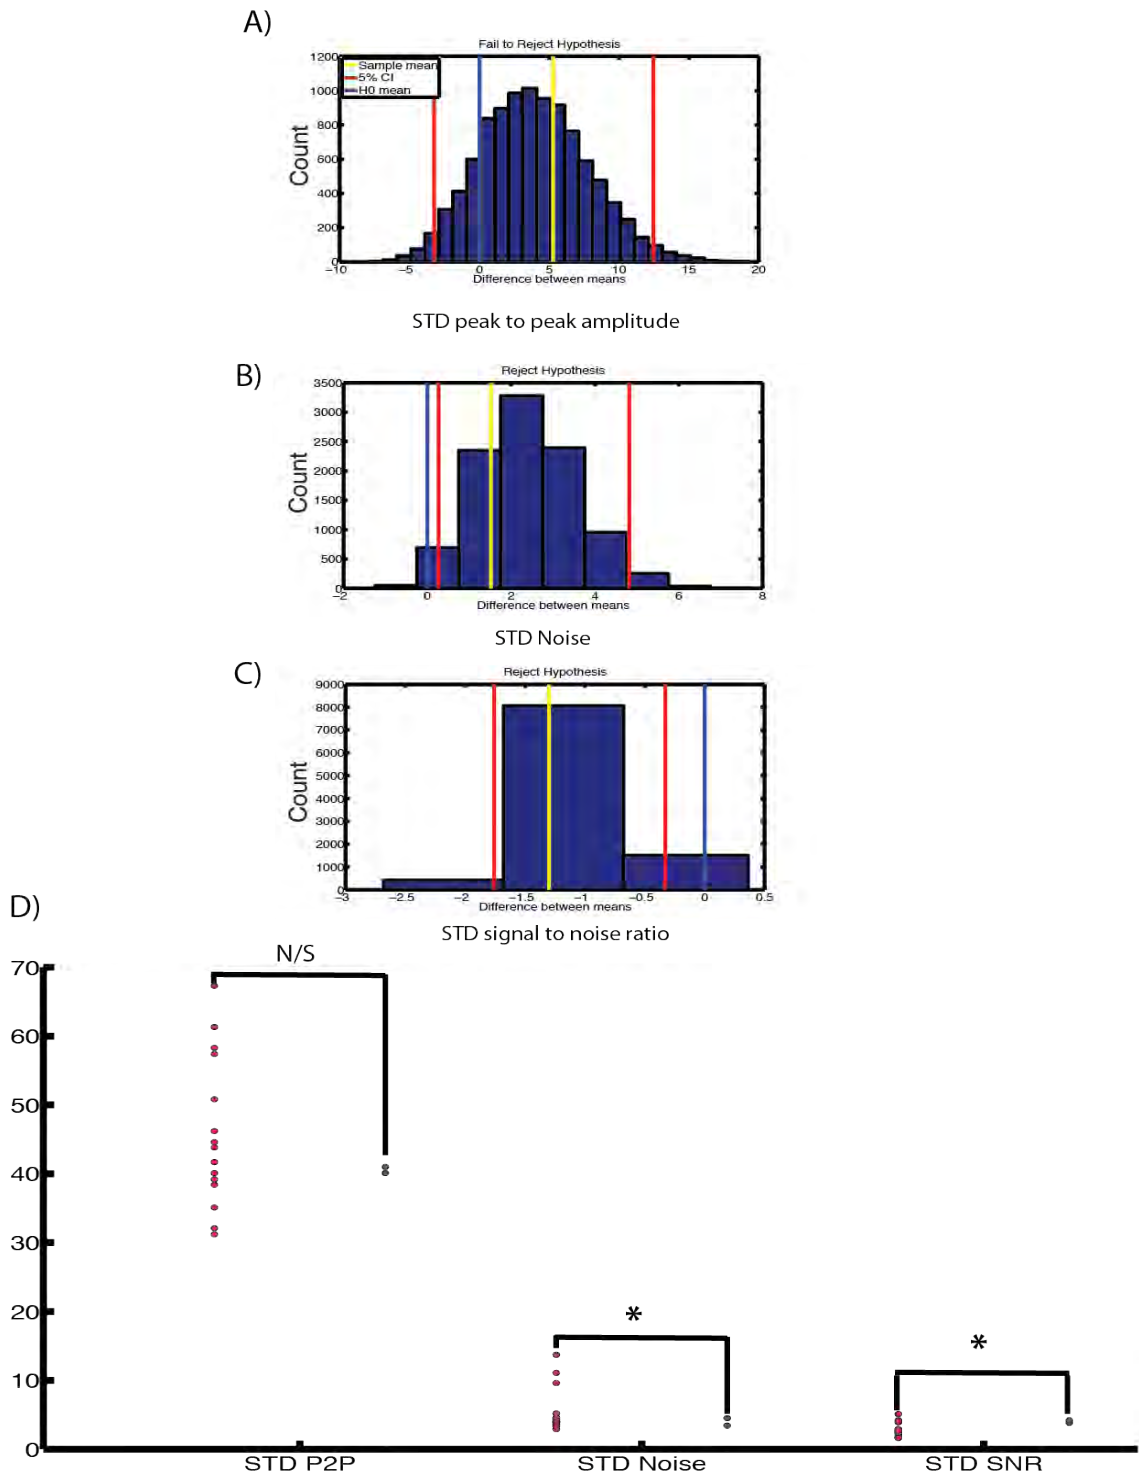 A)
Fail to Reject Hypothesis
1200
1000
800
600
400
200
0
Count
Sample mean
5% CI
H0 mean
−10 −5 0 5 10 15 20
Difference between means
STD peak to peak amplitude
B)
Reject Hypothesis
3500
3000
2500
2000
1500
1000
500
0
Count
−2 0 2 4 6 8
Difference between means
STD Noise
C)
Reject Hypothesis
9000
8000
7000
6000
5000
4000
3000
2000
1000
0
Count
−3 −2.5 −2 −1.5 −1 −0.5 0 0.5
Difference between means
STD signal to noise ratio
D)
N/S
70
60
50
40
30
20
10
0
*
*
STD P2P STD Noise STD SNR